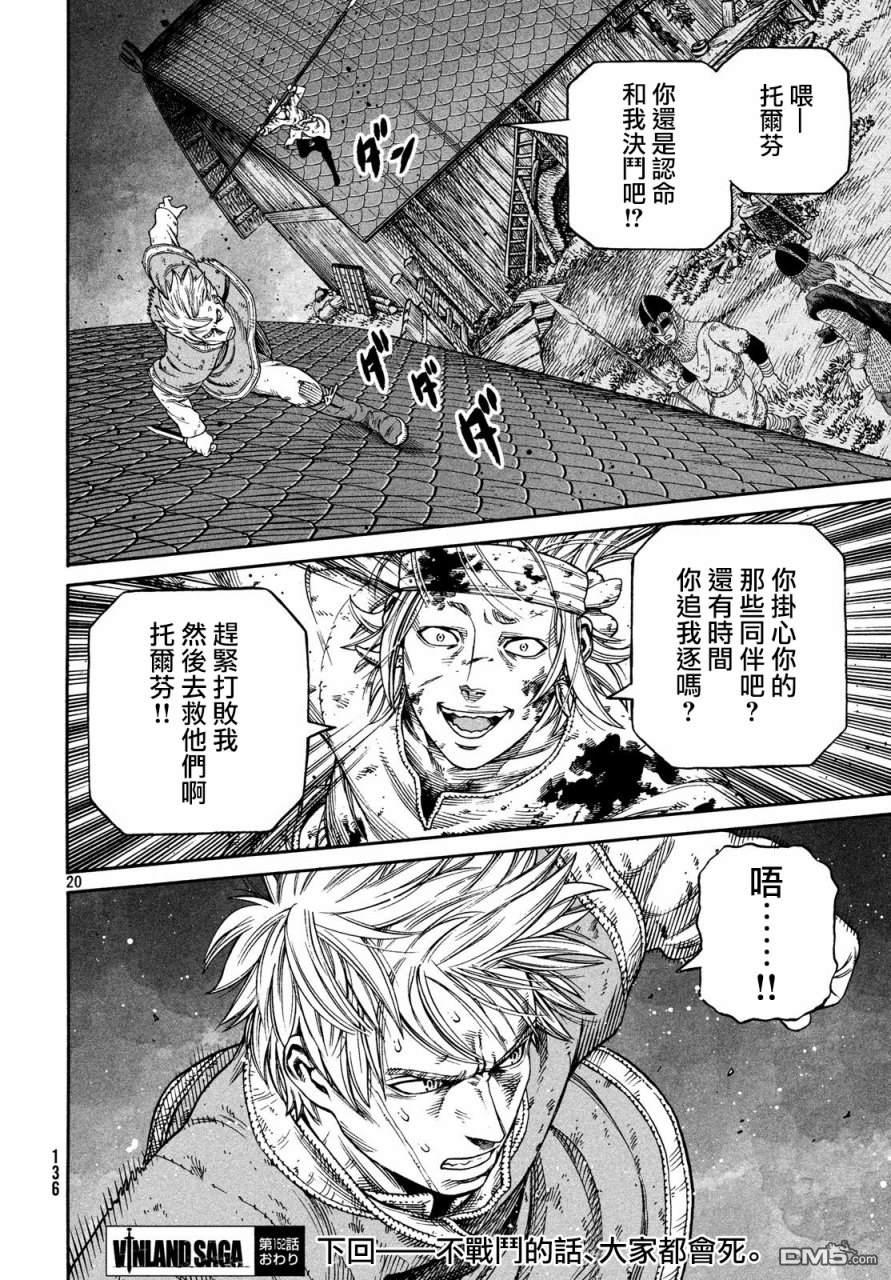 喂—
托爾芬
你還是認命
和我決鬥吧!?
ダンッ
ダ
ダ
ダ
你掛心你的
那些同伴吧?
還有時間
你追我逐嗎?
趕緊打敗我
然後去救他們啊
托爾芬!!
20
唔……!!
136
VINLAND SAGA
第152話
おわり
下回——不戰鬥的話、大家都會死。
DM5.com